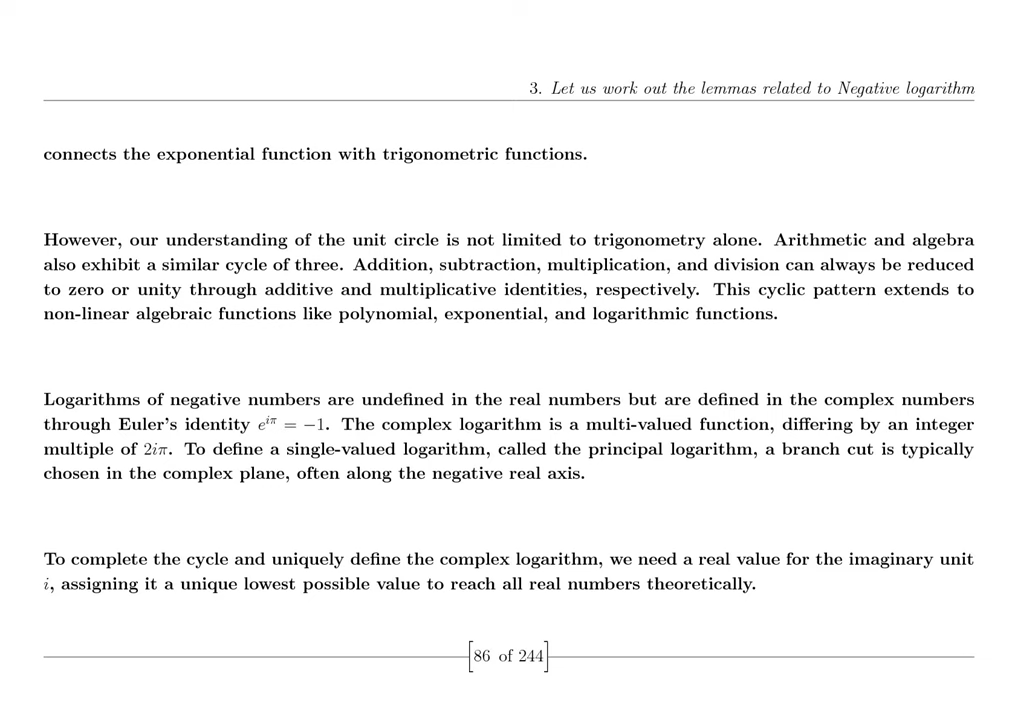 3. Let us work out the lemmas related to Negative logarithm
connects the exponential function with trigonometric functions.
However, our understanding of the unit circle is not limited to trigonometry alone. Arithmetic and algebra
also exhibit a similar cycle of three. Addition, subtraction, multiplication, and division can always be reduced
to zero or unity through additive and multiplicative identities, respectively. This cyclic pattern extends to
non-linear algebraic functions like polynomial, exponential, and logarithmic functions.
Logarithms of negative numbers are undefined in the real numbers but are defined in the complex numbers
through Euler's identity $e^{i\pi} = -1$. The complex logarithm is a multi-valued function, differing by an integer
multiple of $2i\pi$. To define a single-valued logarithm, called the principal logarithm, a branch cut is typically
chosen in the complex plane, often along the negative real axis.
To complete the cycle and uniquely define the complex logarithm, we need a real value for the imaginary unit
$i$, assigning it a unique lowest possible value to reach all real numbers theoretically.
[86 of 244]